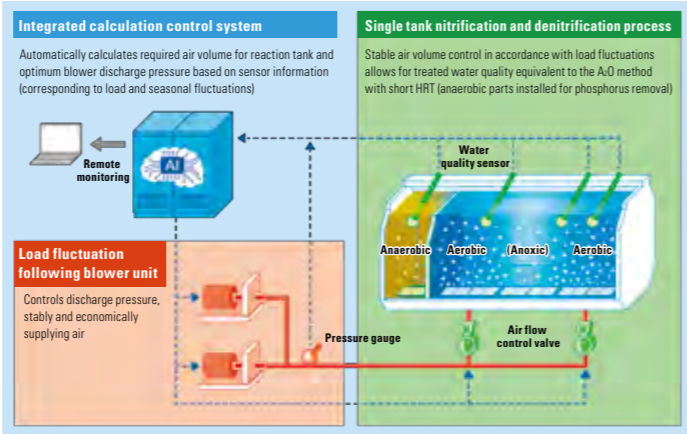 Integrated calculation control system
Automatically calculates required air volume for reaction tank and
optimum blower discharge pressure based on sensor information
(corresponding to load and seasonal fluctuations)
Remote
monitoring
AI
Load fluctuation
following blower unit
Controls discharge pressure,
stably and economically
supplying air
Pressure gauge
Single tank nitrification and denitrification process
Stable air volume control in accordance with load fluctuations
allows for treated water quality equivalent to the A2O method
with short HRT (anaerobic parts installed for phosphorus removal)
Water
quality sensor
Anaerobic
Aerobic
(Anoxic)
Aerobic
Air flow
control valve